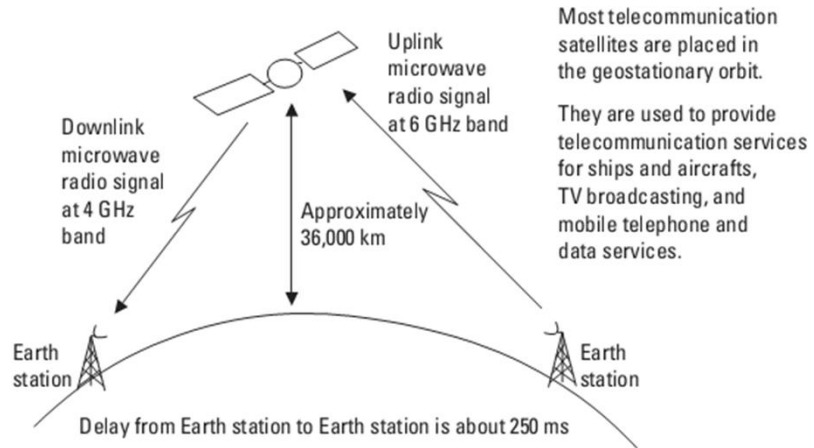 Most telecommunication
satellites are placed in
the geostationary orbit.
They are used to provide
telecommunication services
for ships and aircrafts,
TV broadcasting, and
mobile telephone and
data services.
Uplink
microwave
radio signal
at 6 GHz band
Downlink
microwave
radio signal
at 4 GHz
band
Approximately
36,000 km
Earth
station
Earth
station
Delay from Earth station to Earth station is about 250 ms